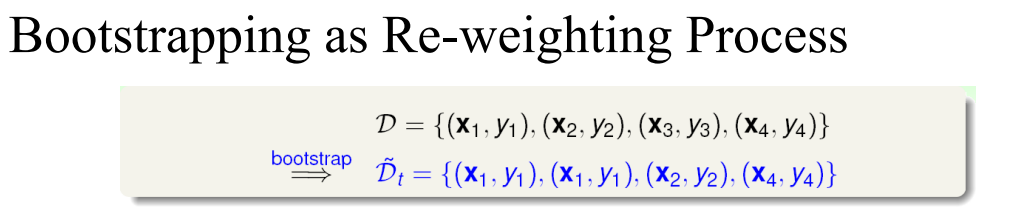 Bootstrapping as Re-weighting Process
𝒟 = {(𝐱₁, y₁), (𝐱₂, y₂), (𝐱₃, y₃), (𝐱₄, y₄)}
bootstrap
⟹ 𝒟̃ₜ = {(𝐱₁, y₁), (𝐱₁, y₁), (𝐱₂, y₂), (𝐱₄, y₄)}